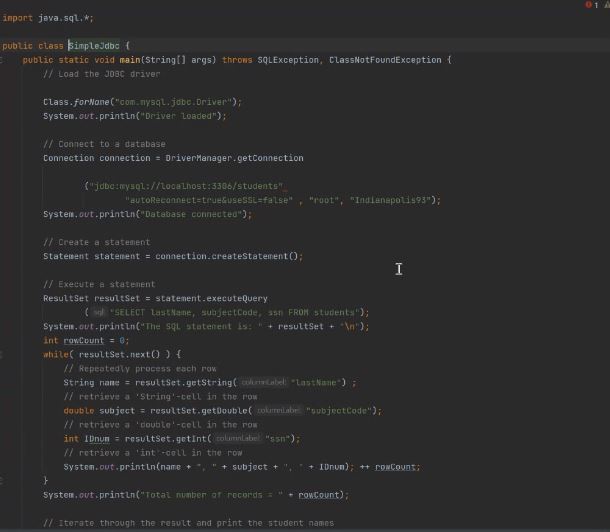 1
import java.sql.*;
public class SimpleJdbc {
public static void main(String[] args) throws SQLException, ClassNotFoundException {
// Load the JDBC driver
Class.forName("com.mysql.jdbc.Driver");
System.out.println("Driver loaded");
// Connect to a database
Connection connection = DriverManager.getConnection
("jdbc:mysql://localhost:3306/students"
"autoReconnect=true&useSSL=false" , "root", "Indianapolis93");
System.out.println("Database connected");
// Create a statement
Statement statement = connection.createStatement();
// Execute a statement
ResultSet resultSet = statement.executeQuery
( sql: "SELECT lastName, subjectCode, ssn FROM students");
System.out.println("The SQL statement is: " + resultSet + '\n');
int rowCount = 0;
while( resultSet.next() ) {
// Repeatedly process each row
String name = resultSet.getString( columnLabel: "lastName") ;
// retrieve a 'String'-cell in the row
double subject = resultSet.getDouble( columnLabel: "subjectCode");
// retrieve a 'double'-cell in the row
int IDnum = resultSet.getInt( columnLabel: "ssn");
// retrieve a 'int'-cell in the row
System.out.println(name + ", " + subject + ", " + IDnum); ++ rowCount;
}
System.out.println("Total number of records = " + rowCount);
// Iterate through the result and print the student names